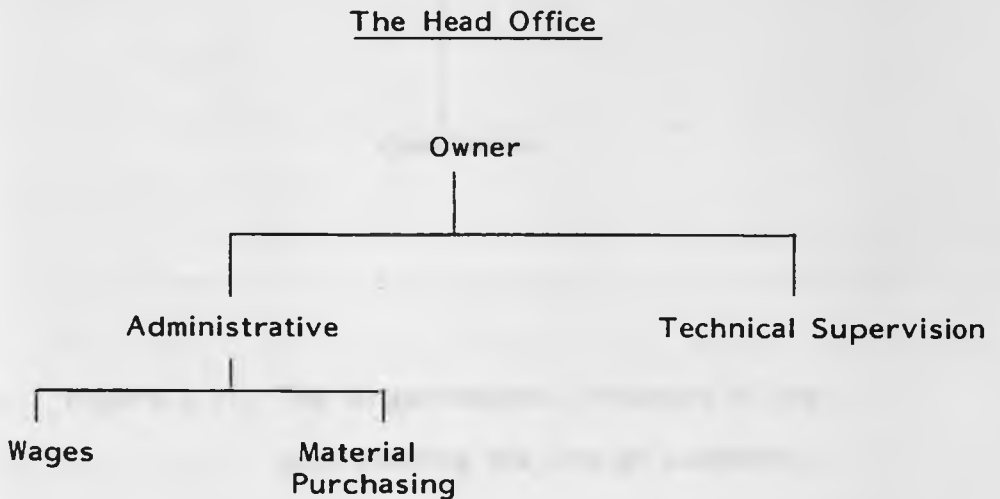 The Head Office
Owner
Administrative
Technical Supervision
Wages
Material
Purchasing